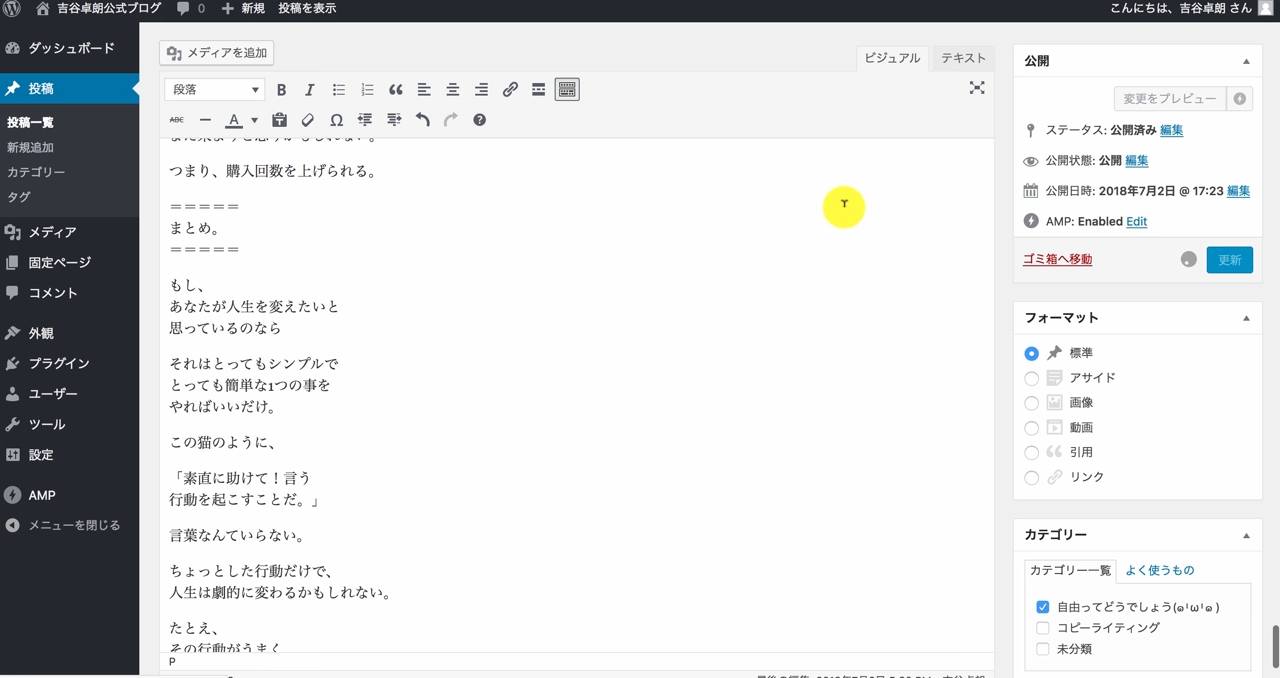 吉谷卓朗公式ブログ 0 新規 投稿を表示 こんにちは、吉谷卓朗 さん
ダッシュボード
投稿
投稿一覧
新規追加
カテゴリー
タグ
メディア
固定ページ
コメント
外観
プラグイン
ユーザー
ツール
設定
AMP
メニューを閉じる
メディアを追加
ビジュアル テキスト
段落
つまり、購入回数を上げられる。
＝＝＝＝＝
まとめ。
＝＝＝＝＝
もし、
あなたが人生を変えたいと
思っているのなら
それはとってもシンプルで
とっても簡単な1つの事を
やればいいだけ。
この猫のように、
「素直に助けて！言う
行動を起こすことだ。」
言葉なんていらない。
ちょっとした行動だけで、
人生は劇的に変わるかもしれない。
たとえ、
その行動がうまく
P
公開
変更をプレビュー
ステータス: 公開済み 編集
公開状態: 公開 編集
公開日時: 2018年7月2日 @ 17:23 編集
AMP: Enabled Edit
ゴミ箱へ移動 更新
フォーマット
標準
アサイド
画像
動画
引用
リンク
カテゴリー
カテゴリー一覧 よく使うもの
自由ってどうでしょう(๑╹ω╹๑ )
コピーライティング
未分類